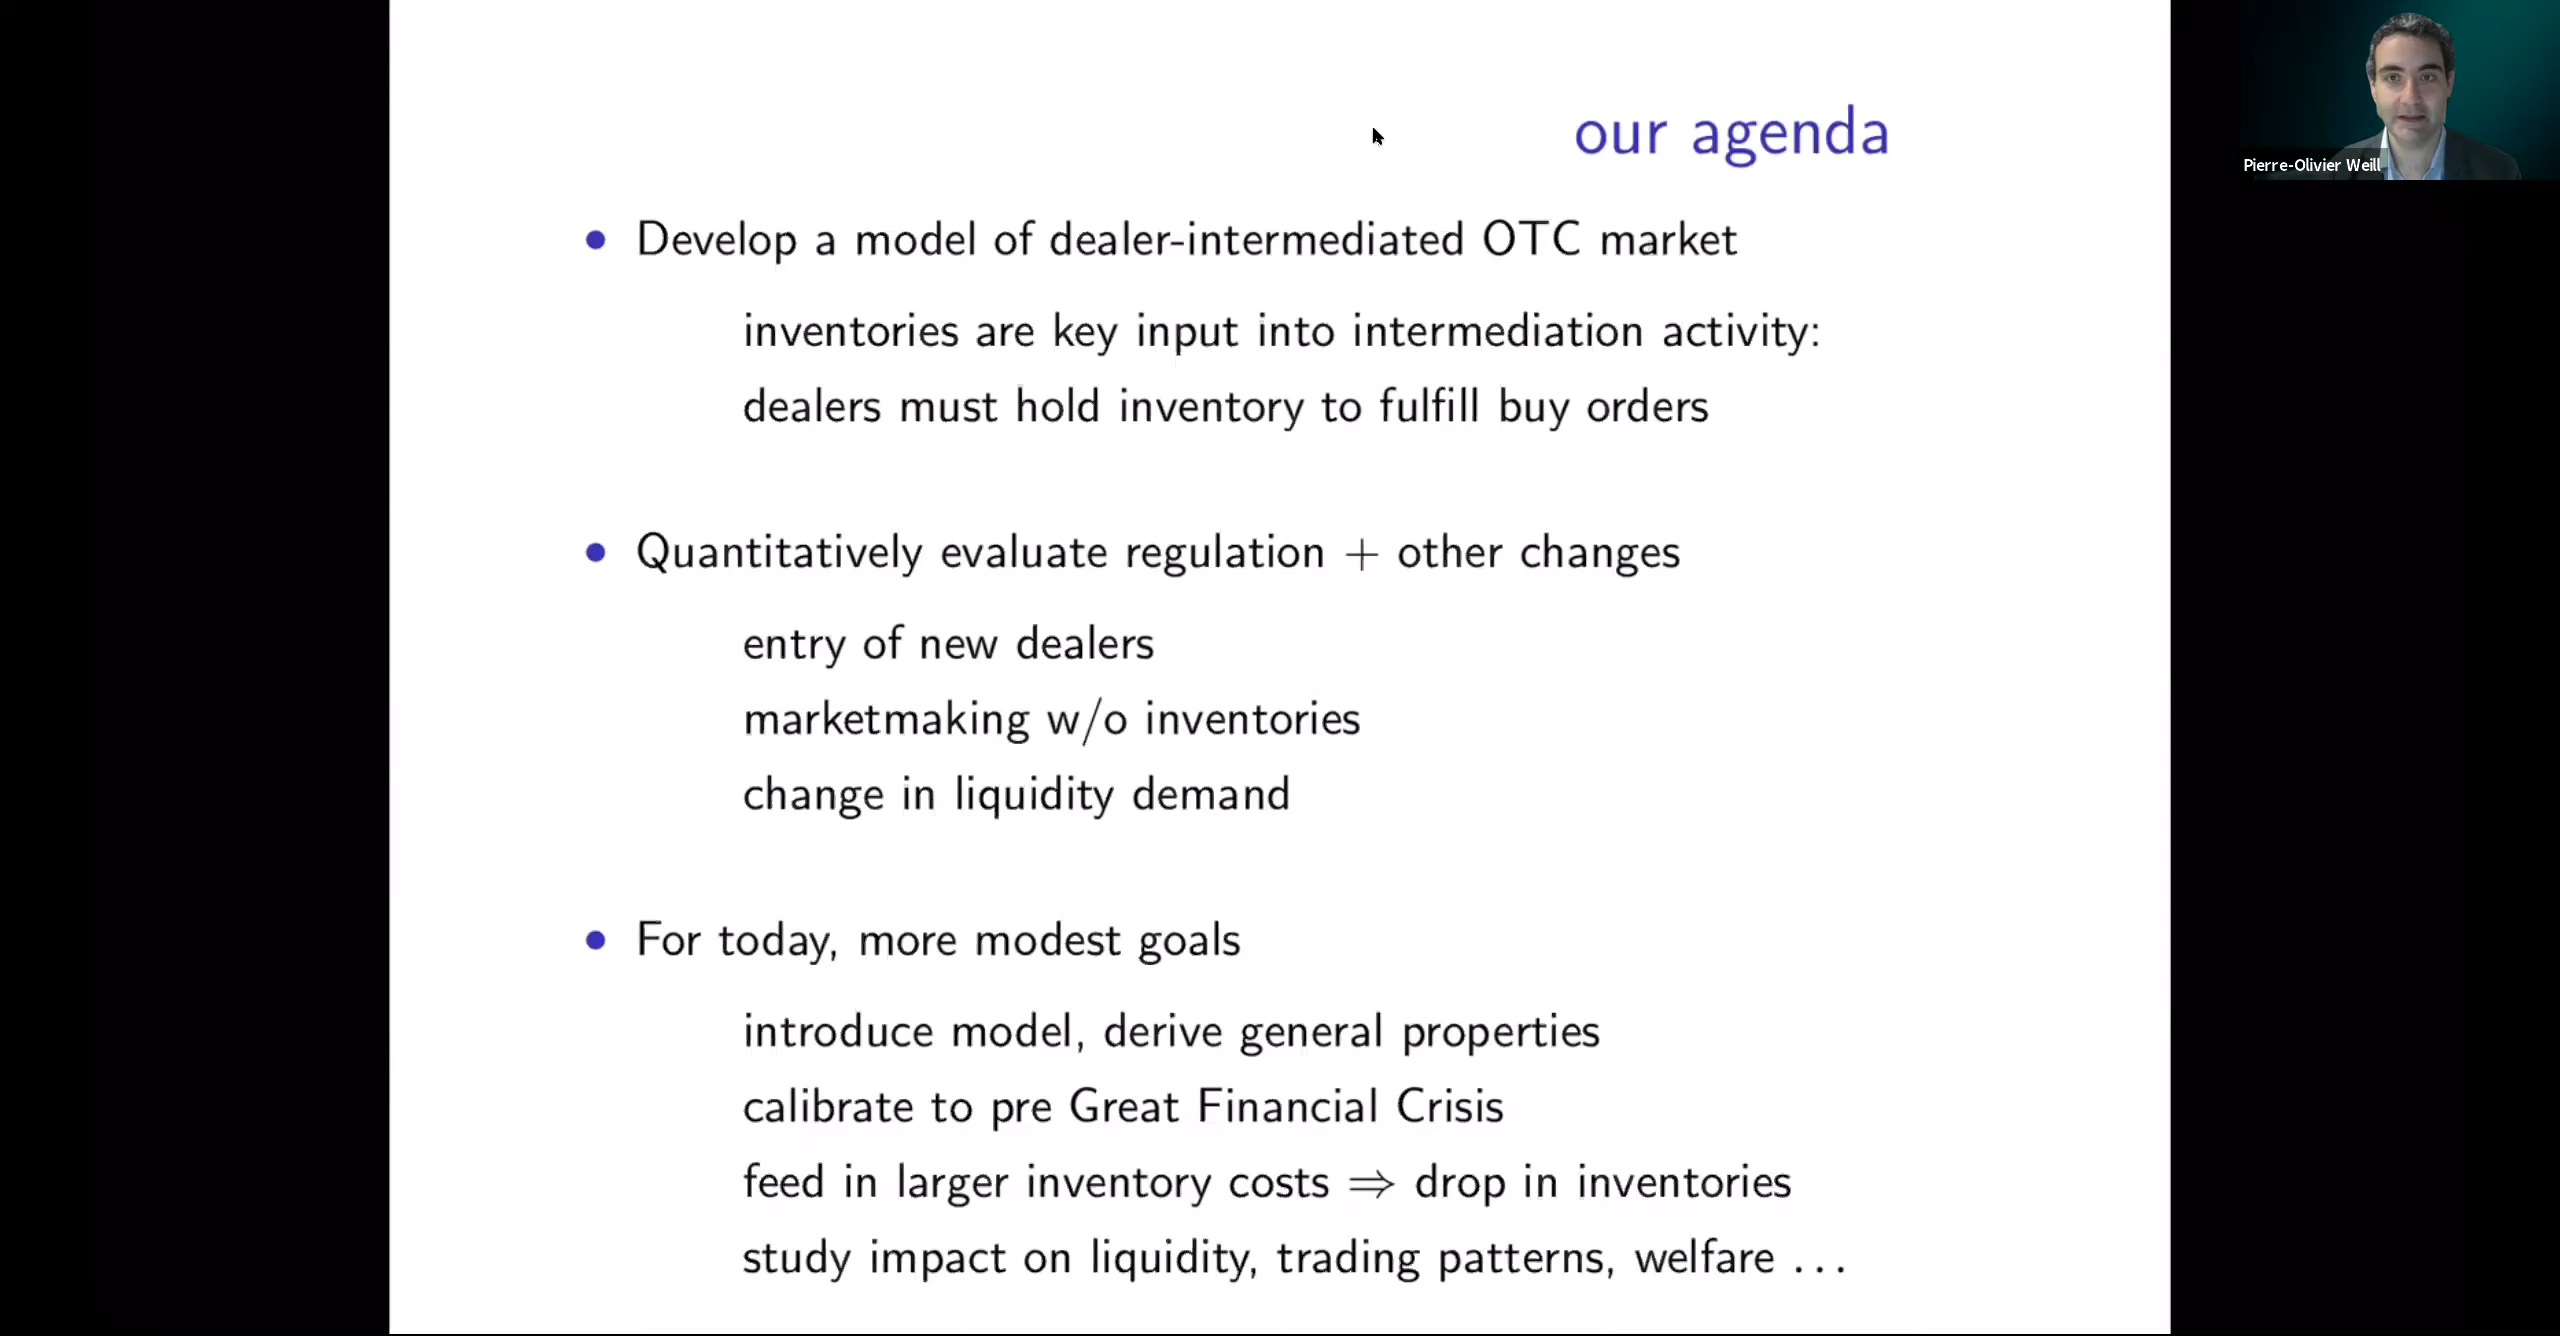 our agenda
Pierre-Olivier Weill
• Develop a model of dealer-intermediated OTC market
inventories are key input into intermediation activity:
dealers must hold inventory to fulfill buy orders
• Quantitatively evaluate regulation + other changes
entry of new dealers
marketmaking w/o inventories
change in liquidity demand
• For today, more modest goals
introduce model, derive general properties
calibrate to pre Great Financial Crisis
feed in larger inventory costs ⇒ drop in inventories
study impact on liquidity, trading patterns, welfare ...